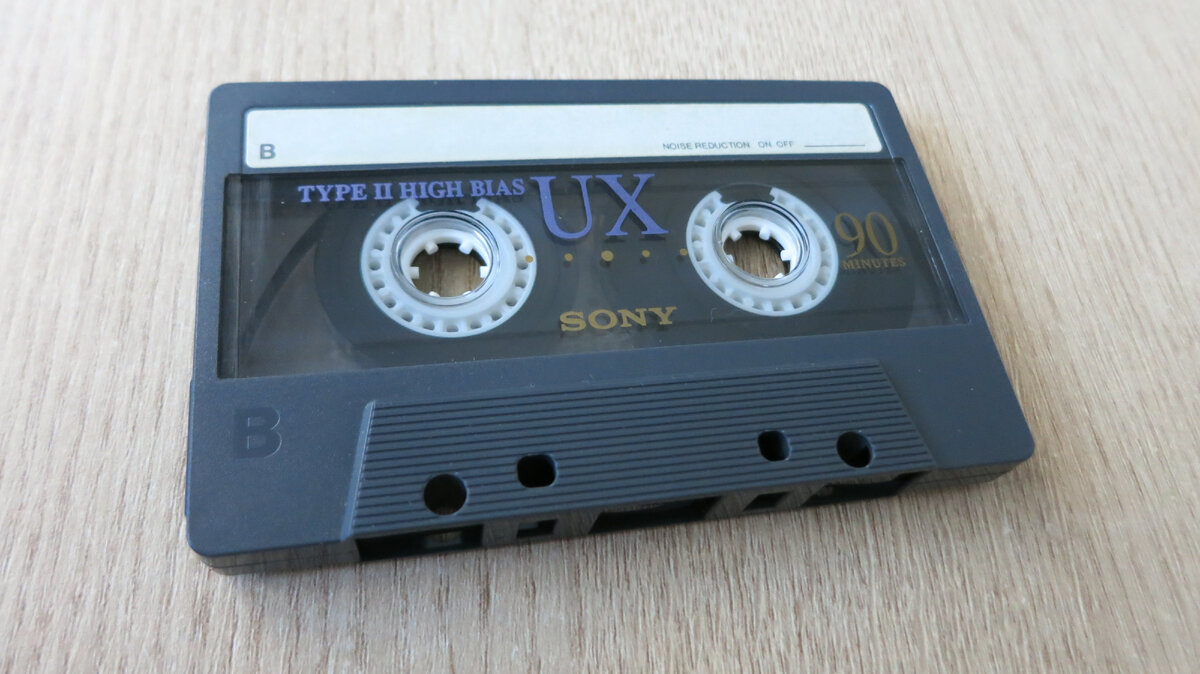 B
NOISE REDUCTION ON OFF
TYPE II HIGH BIAS
UX
90
MINUTES
SONY
B